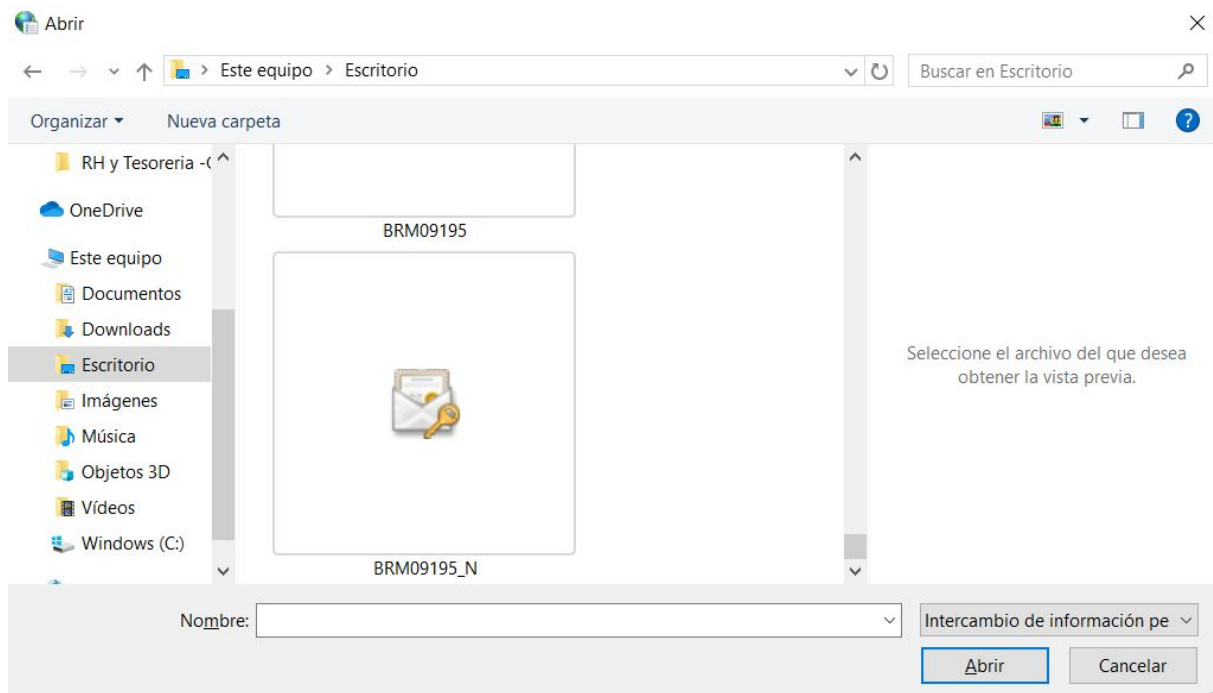 Abrir
Este equipo > Escritorio
Buscar en Escritorio
Organizar
Nueva carpeta
RH y Tesoreria -
OneDrive
Este equipo
Documentos
Downloads
Escritorio
Imágenes
Música
Objetos 3D
Vídeos
Windows (C:)
BRM09195
BRM09195_N
Seleccione el archivo del que desea
obtener la vista previa.
Nombre:
Intercambio de información pe
Abrir
Cancelar